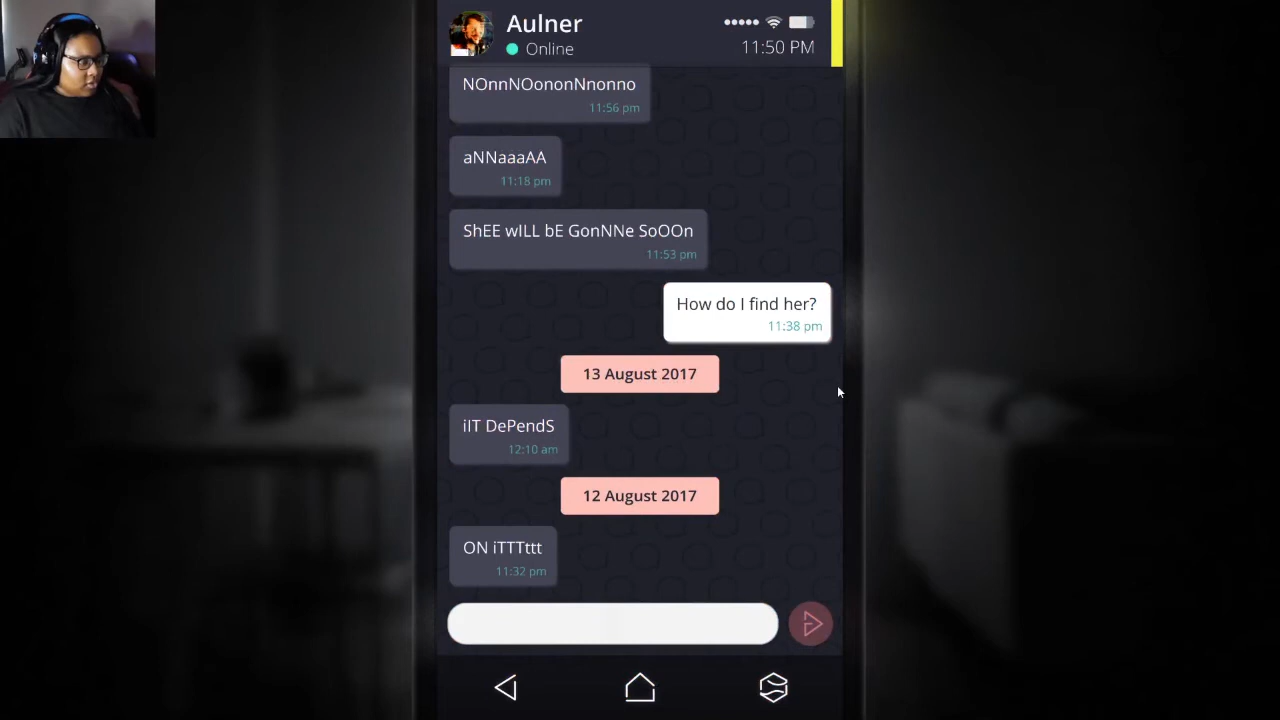 Aulner
Online
11:50 PM
NOnnNOononNnonno
11:56 pm
aNNaaaAA
11:18 pm
ShEE wILL bE GonNNe SoOOn
11:53 pm
How do I find her?
11:38 pm
13 August 2017
iIT DePendS
12:10 am
12 August 2017
ON iTTTttt
11:32 pm